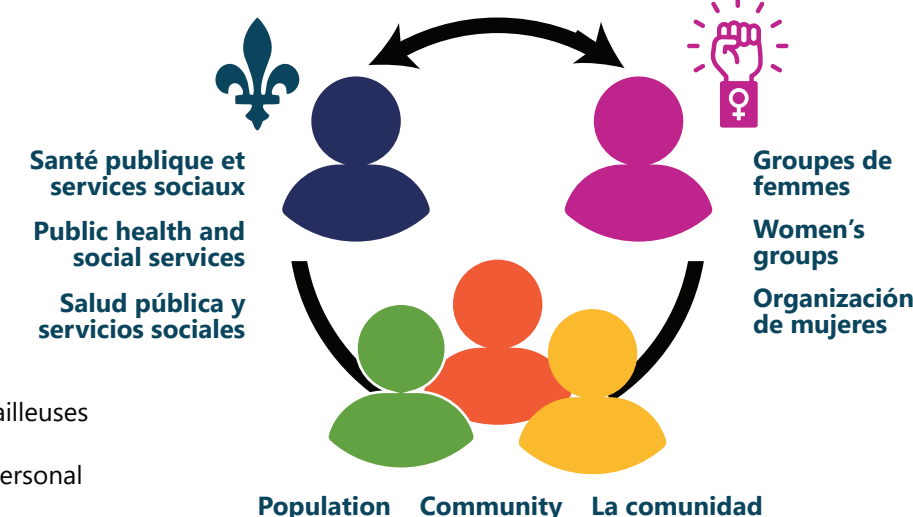 Santé publique et
services sociaux
Public health and
social services
Salud pública y
servicios sociales
Groupes de
femmes
Women's
groups
Organización
de mujeres
ailleuses
ersonal
Population Community La comunidad